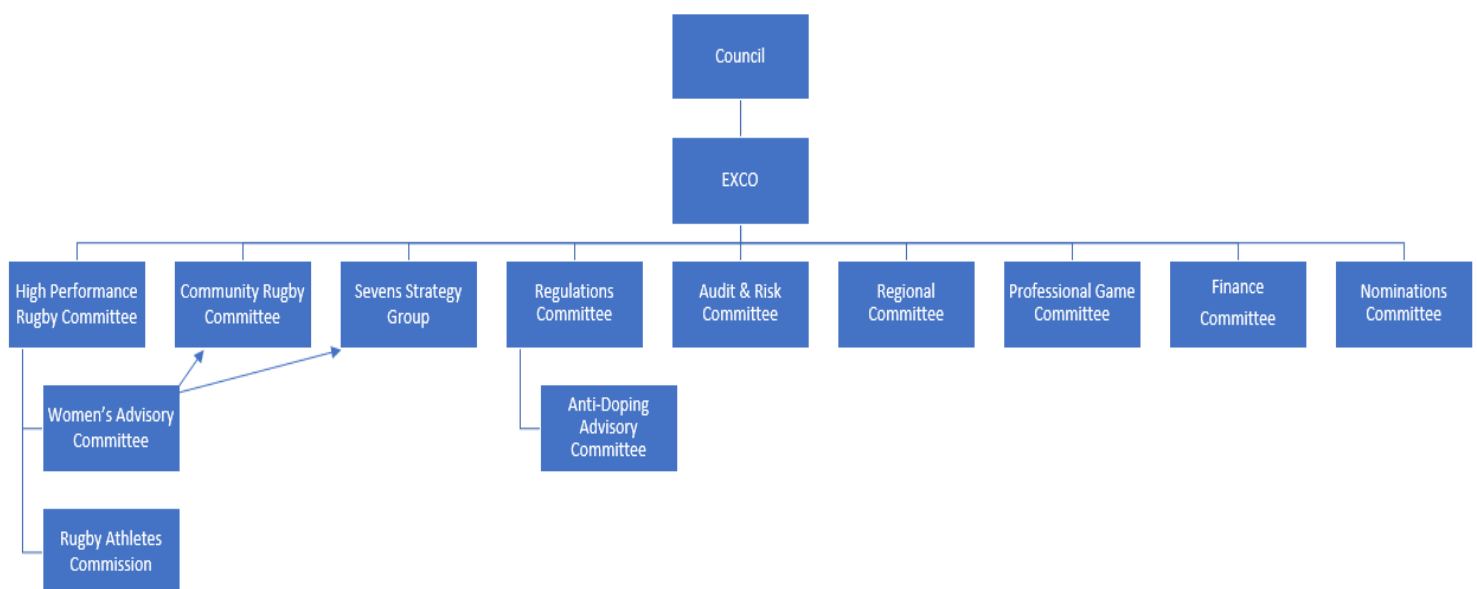 Council
EXCO
High Performance
Rugby Committee
Community Rugby
Committee
Sevens Strategy
Group
Regulations
Committee
Audit & Risk
Committee
Regional
Committee
Professional Game
Committee
Finance
Committee
Nominations
Committee
Women’s Advisory
Committee
Anti-Doping
Advisory
Committee
Rugby Athletes
Commission